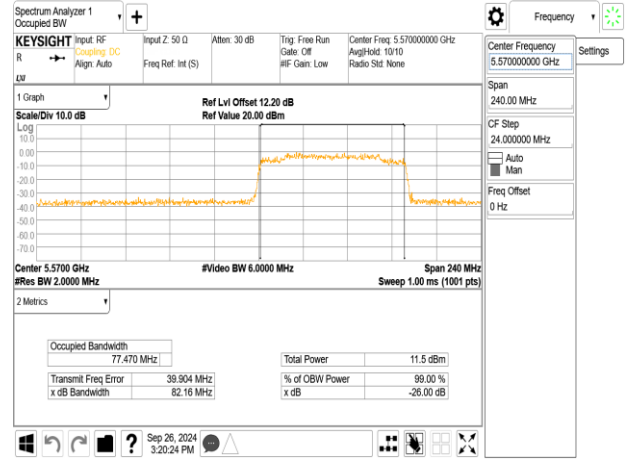 Spectrum Analyzer 1
Occupied BW
Frequency
KEYSIGHT
R
LXI
Input: RF
Coupling: DC
Align: Auto
Input Z: 50 Ω
Freq Ref: Int (S)
Atten: 30 dB
Trig: Free Run
Gate: Off
#IF Gain: Low
Center Freq: 5.570000000 GHz
Avg|Hold: 10/10
Radio Std: None
Center Frequency
5.570000000 GHz
Settings
Span
240.00 MHz
CF Step
24.000000 MHz
Auto
Man
Freq Offset
0 Hz
1 Graph
Scale/Div 10.0 dB
Ref Lvl Offset 12.20 dB
Ref Value 20.00 dBm
Log
10.0
0.00
-10.0
-20.0
-30.0
-40.0
-50.0
-60.0
-70.0
Center 5.5700 GHz
#Res BW 2.0000 MHz
#Video BW 6.0000 MHz
Span 240 MHz
Sweep 1.00 ms (1001 pts)
2 Metrics
Occupied Bandwidth
77.470 MHz
Total Power 11.5 dBm
Transmit Freq Error 39.904 MHz
% of OBW Power 99.00 %
x dB Bandwidth 82.16 MHz
x dB -26.00 dB
?
Sep 26, 2024
3:20:24 PM